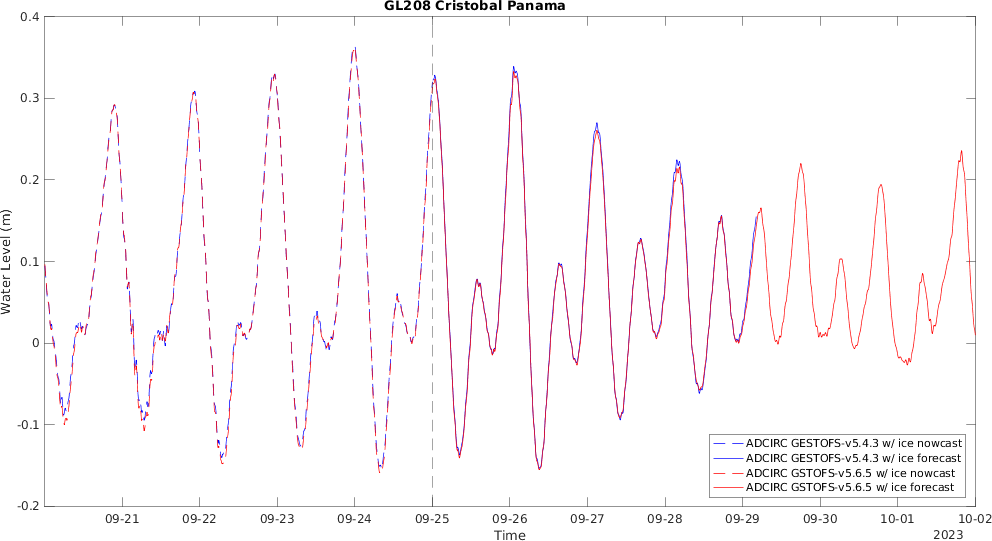 GL208 Cristobal Panama
0.4
0.3
0.2
0.1
0
-0.1
-0.2
Water Level (m)
ADCIRC GESTOFS-v5.4.3 w/ ice nowcast
ADCIRC GESTOFS-v5.4.3 w/ ice forecast
ADCIRC GSTOFS-v5.6.5 w/ ice nowcast
ADCIRC GSTOFS-v5.6.5 w/ ice forecast
09-21 09-22 09-23 09-24 09-25 09-26 09-27 09-28 09-29 09-30 10-01 10-02
Time
2023